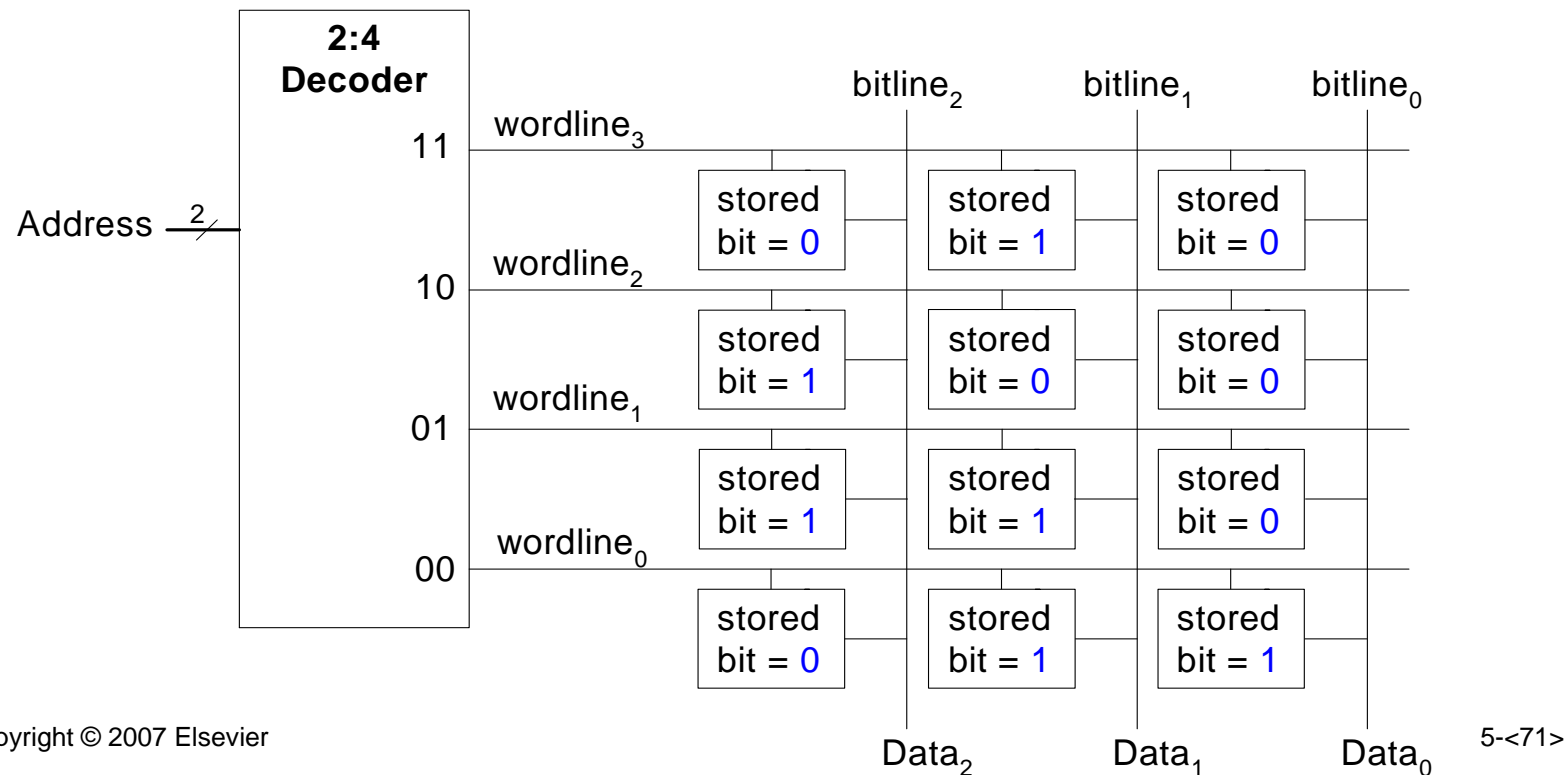 2:4
Decoder
bitline2 bitline1 bitline0
wordline3
11
stored stored stored
bit = 0 bit = 1 bit = 0
Address 2
wordline2
10
stored stored stored
bit = 1 bit = 0 bit = 0
wordline1
01
stored stored stored
bit = 1 bit = 1 bit = 0
wordline0
00
stored stored stored
bit = 0 bit = 1 bit = 1
oyright © 2007 Elsevier
Data2 Data1 Data0
5-<71>